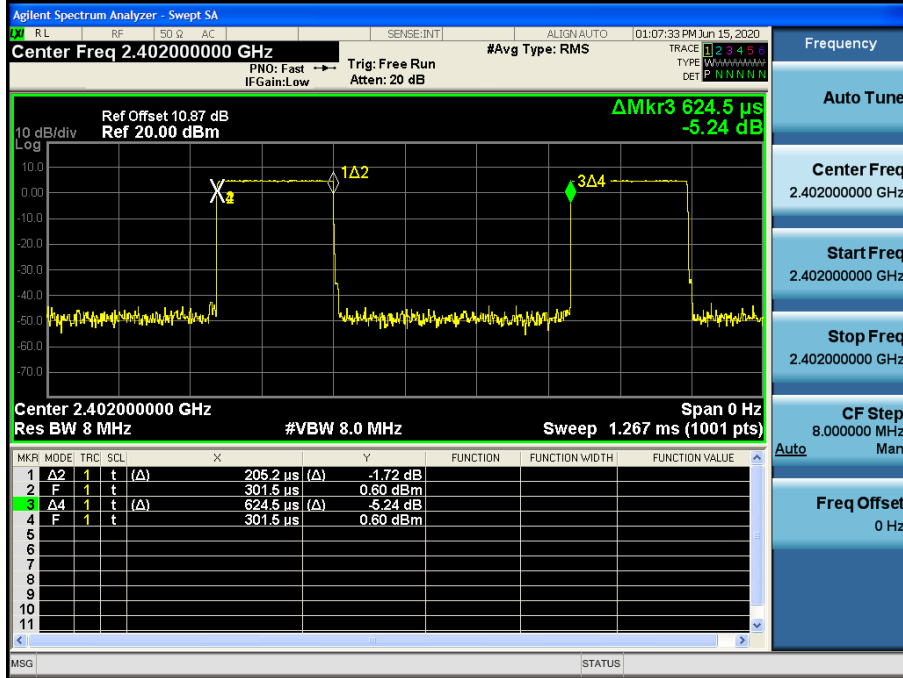 Agilent Spectrum Analyzer - Swept SA
LXI RL RF 50 Ω AC SENSE:INT ALIGN AUTO 01:07:33 PM Jun 15, 2020
Center Freq 2.402000000 GHz #Avg Type: RMS TRACE 1 2 3 4 5 6
PNO: Fast Trig: Free Run TYPE WWWWWW
IFGain:Low Atten: 20 dB DET P N N N N N
Frequency
Auto Tune
Center Freq
2.402000000 GHz
Start Freq
2.402000000 GHz
Stop Freq
2.402000000 GHz
CF Step
8.000000 MHz
Auto Man
Freq Offset
0 Hz
ΔMkr3 624.5 µs
-5.24 dB
Ref Offset 10.87 dB
10 dB/div Ref 20.00 dBm
Log
10.0
0.00
-10.0
-20.0
-30.0
-40.0
-50.0
-60.0
-70.0
1Δ2
3Δ4
Center 2.402000000 GHz Span 0 Hz
Res BW 8 MHz #VBW 8.0 MHz Sweep 1.267 ms (1001 pts)
MKR MODE TRC SCL X Y FUNCTION FUNCTION WIDTH FUNCTION VALUE
1 Δ2 1 t (Δ) 205.2 µs (Δ) -1.72 dB
2 F 1 t 301.5 µs 0.60 dBm
3 Δ4 1 t (Δ) 624.5 µs (Δ) -5.24 dB
4 F 1 t 301.5 µs 0.60 dBm
5
6
7
8
9
10
11
MSG STATUS